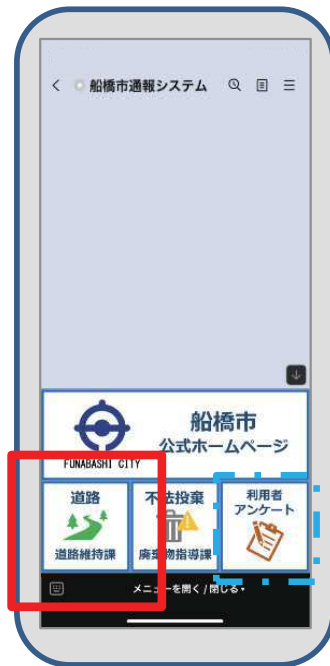 船橋市通報システム
船橋市
公式ホームページ
FUNABASHI CITY
道路
道路維持課
不法投棄
廃棄物指導課
利用者
アンケート
メニューを開く/閉じる▾